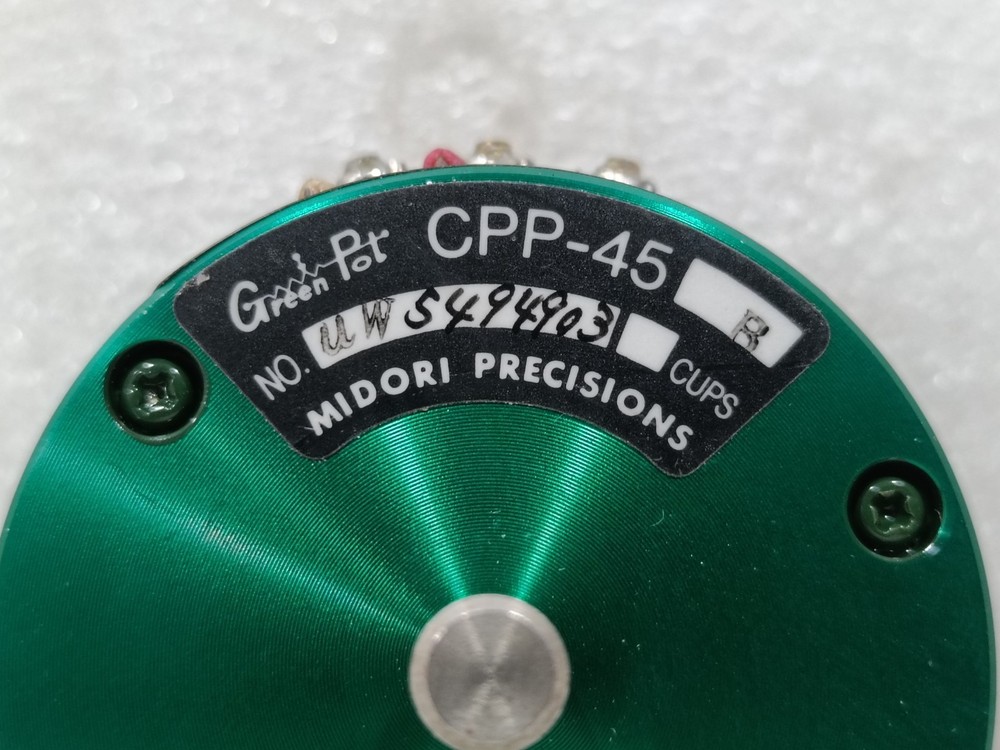 Green Pot CPP-45 B
NO. UW 5494903 CUPS
MIDORI PRECISIONS